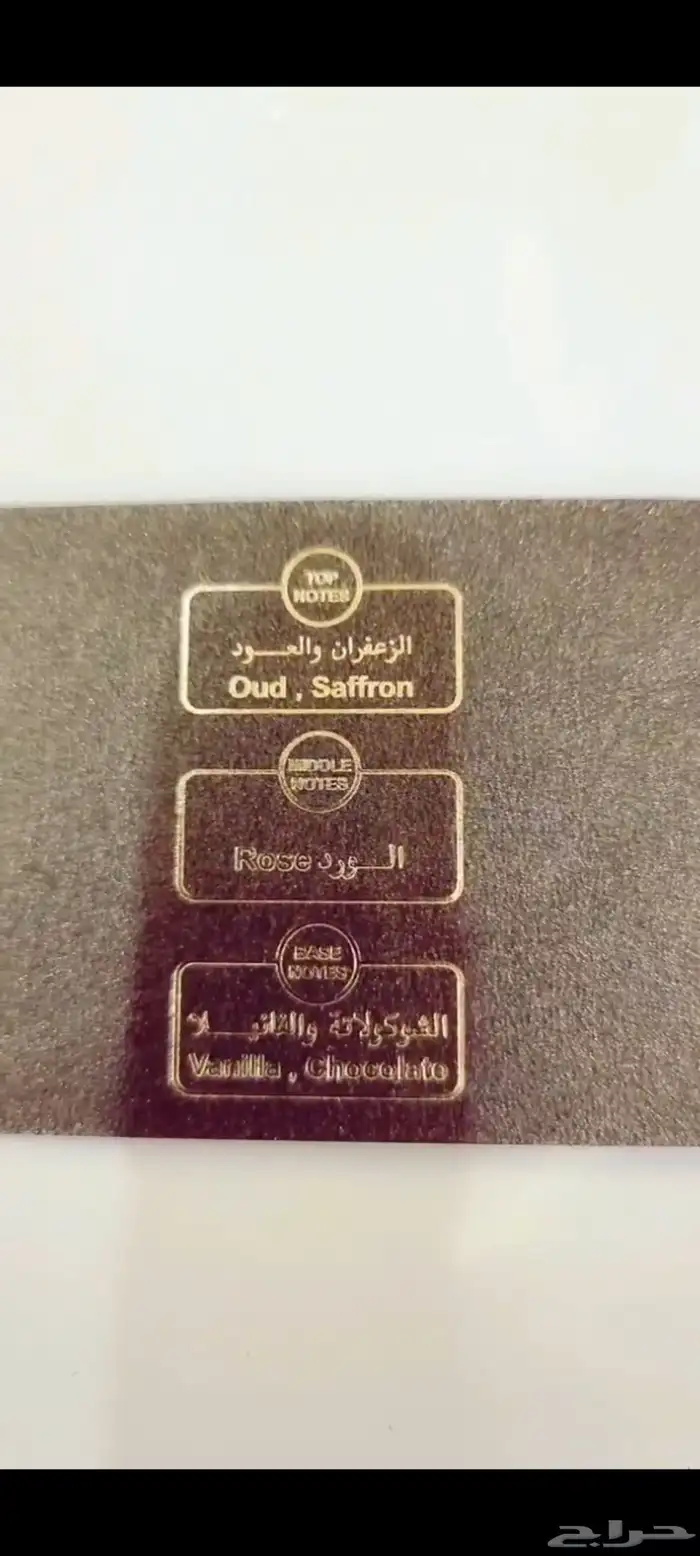 TOP
NOTES
الزعفران والعـــود
Oud , Saffron
MIDDLE
NOTES
الـــورد Rose
BASE
NOTES
الشوكولاتة والفانيـــلا
Vanilla , Chocolate
حراج